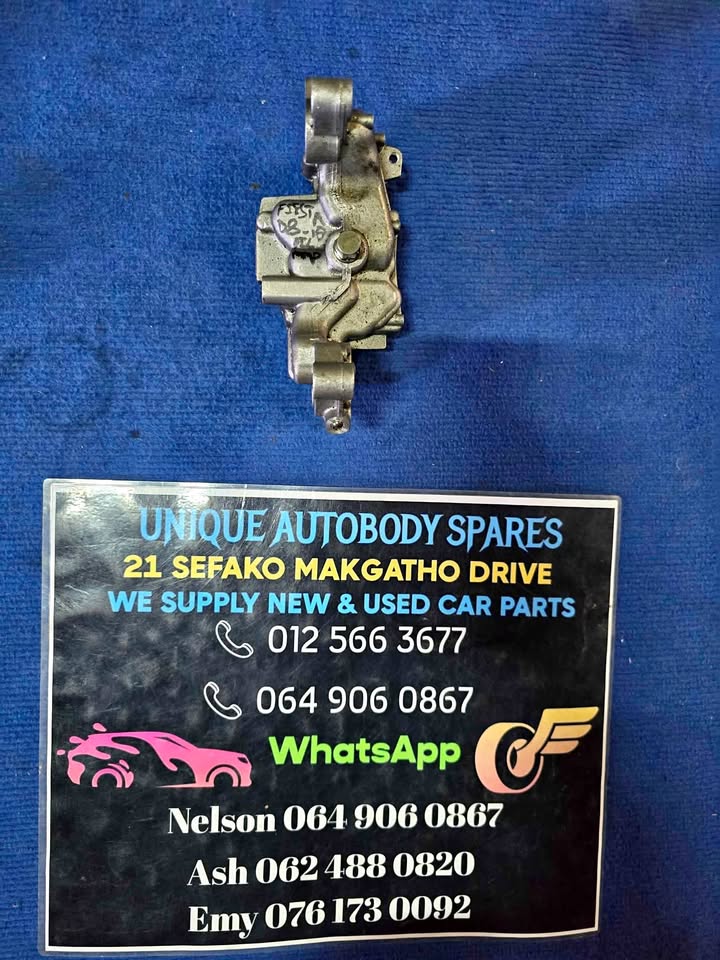 FIESTA
UNIQUE AUTOBODY SPARES
21 SEFAKO MAKGATHO DRIVE
WE SUPPLY NEW & USED CAR PARTS
012 566 3677
064 906 0867
WhatsApp
Nelson 064 906 0867
Ash 062 488 0820
Emy 076 173 0092